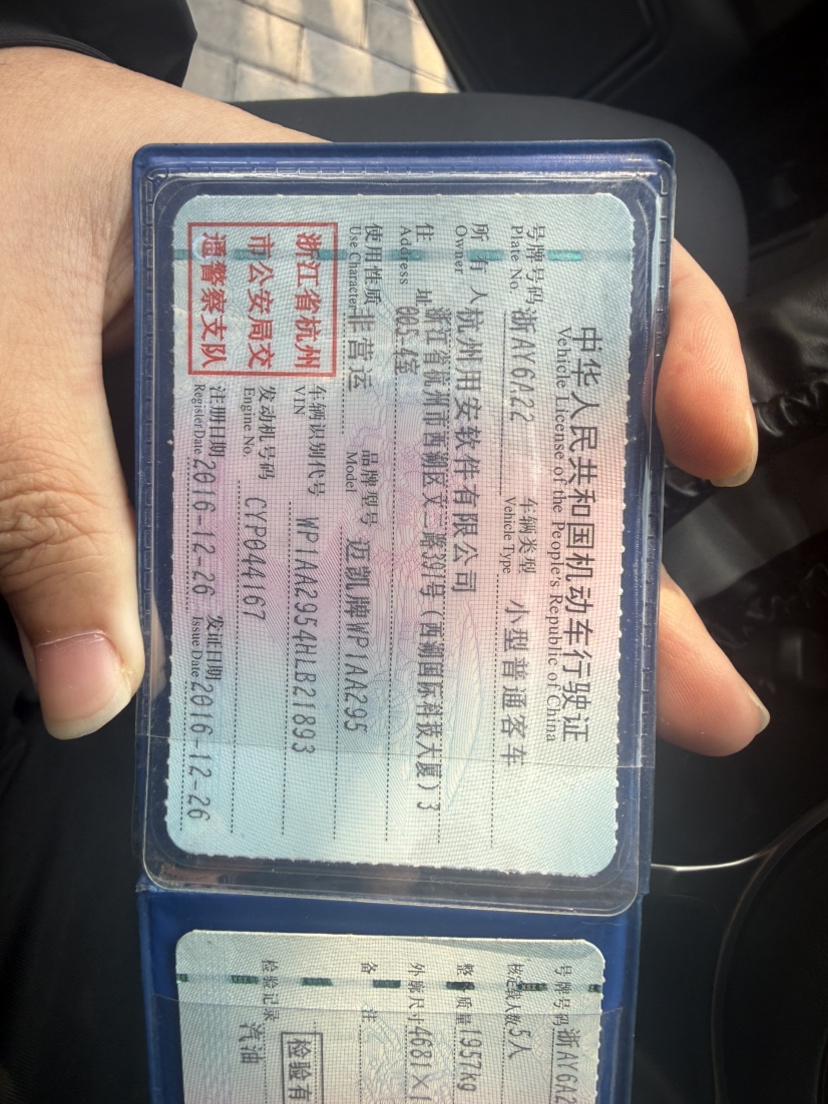 中华人民共和国机动车行驶证
Vehicle License of the People's Republic of China
号牌号码 浙AY6A22 车辆类型 小型普通客车
Plate No. Vehicle Type
所有人 杭州用安软件有限公司
Owner
住址 浙江省杭州市西湖区文三路391号(西湖国际科技大厦)3
Address 005-4室
使用性质 非营运 品牌型号 迈凯牌WP1AA295
Use Character Model
浙江省杭州
市公安局交
通警察支队
车辆识别代号 WP1AA2954HLB21893
VIN
发动机号码 CYP044167
Engine No.
注册日期 2016-12-26 发证日期 2016-12-26
Register Date Issue Date
号牌号码 浙AY6A2
核定载人数 5人
整备质量 1957kg
外廓尺寸 4681×1
备注
检验有
检验记录 汽油